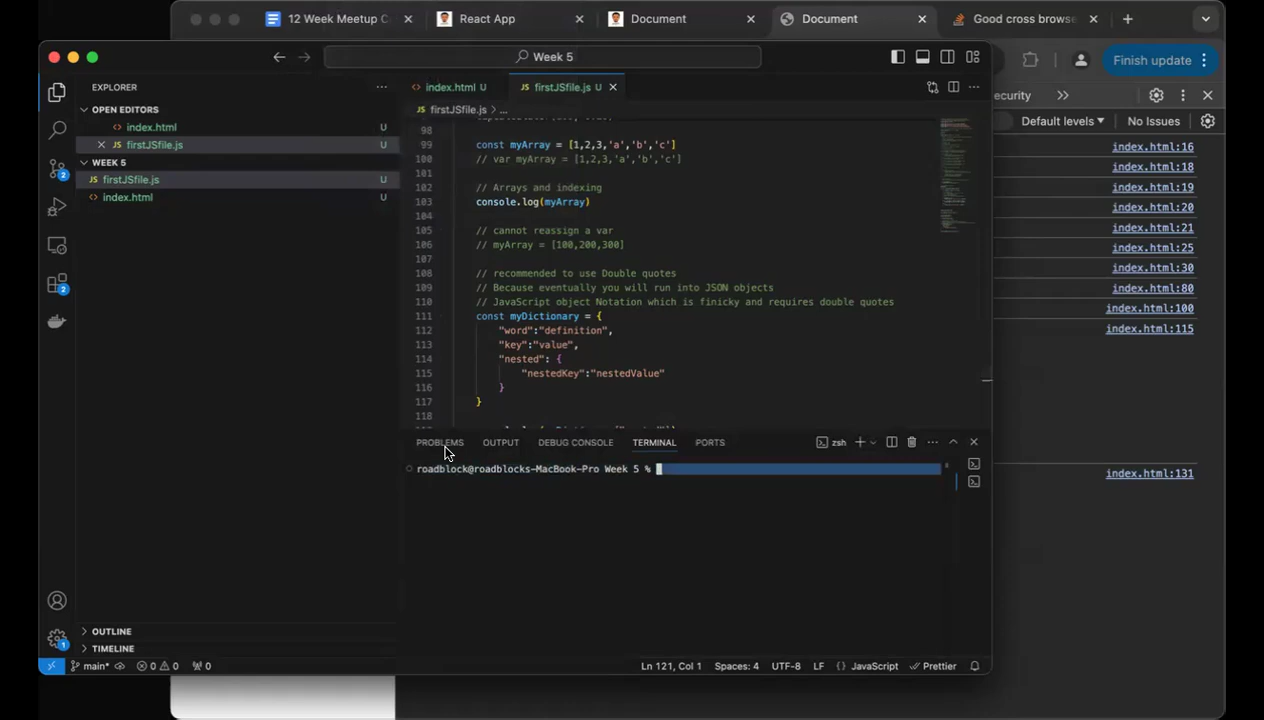 12 Week Meetup C
React App
Document
Document
Good cross browse
Week 5
Finish update
EXPLORER
index.html U
firstJSfile.js U
ecurity
OPEN EDITORS
firstJSfile.js > ...
Default levels
No Issues
index.html U
firstJSfile.js U
WEEK 5
firstJSfile.js U
index.html U
98
99 const myArray = [1,2,3,'a','b','c']
100 // var myArray = [1,2,3,'a','b','c']
101
102 // Arrays and indexing
103 console.log(myArray)
104
105 // cannot reassign a var
106 // myArray = [100,200,300]
107
108 // recommended to use Double quotes
109 // Because eventually you will run into JSON objects
110 // JavaScript object Notation which is finicky and requires double quotes
111 const myDictionary = {
112 "word":"definition",
113 "key":"value",
114 "nested": {
115 "nestedKey":"nestedValue"
116 }
117 }
118
index.html:16
index.html:18
index.html:19
index.html:20
index.html:21
index.html:25
index.html:30
index.html:80
index.html:100
index.html:115
index.html:131
PROBLEMS OUTPUT DEBUG CONSOLE TERMINAL PORTS
zsh
roadblock@roadblocks-MacBook-Pro Week 5 %
OUTLINE
TIMELINE
2
2
1
main* 0 0 0
Ln 121, Col 1 Spaces: 4 UTF-8 LF {} JavaScript Prettier